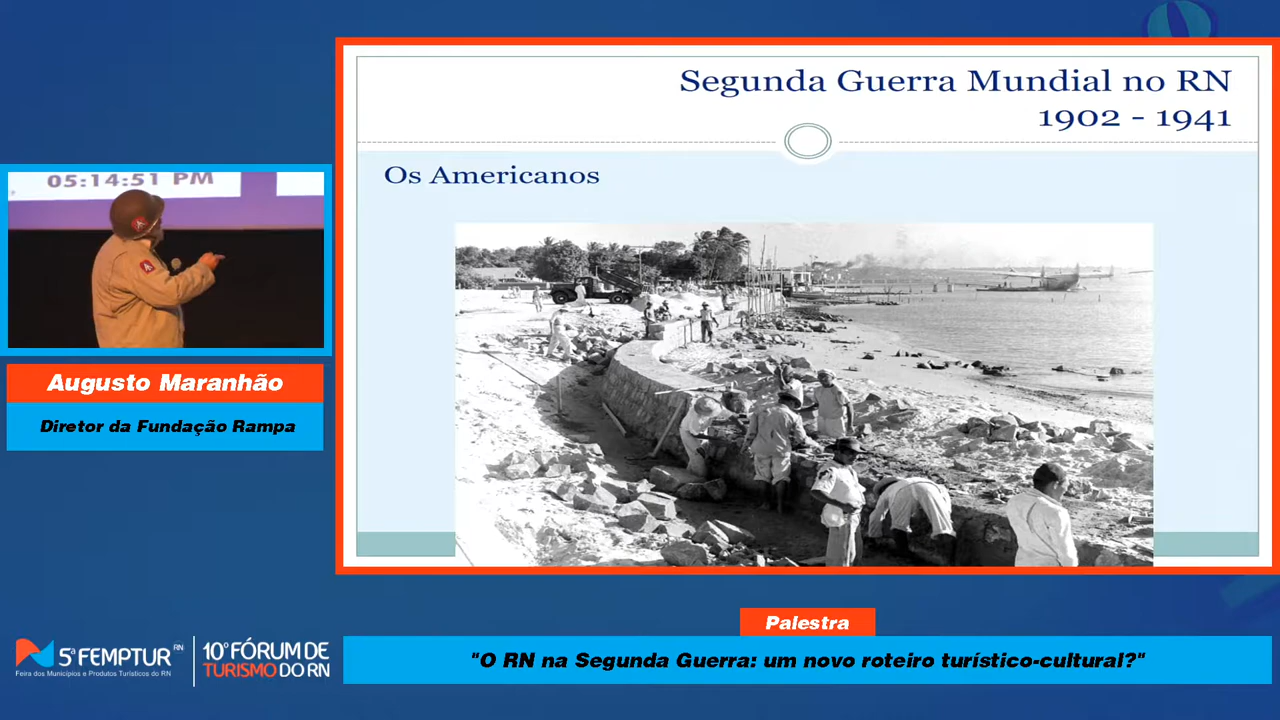 Segunda Guerra Mundial no RN
1902 - 1941
Os Americanos
05:14:51 PM
Augusto Maranhão
Diretor da Fundação Rampa
Palestra
"O RN na Segunda Guerra: um novo roteiro turístico-cultural?"
5ª FEMPTUR RN
Feira dos Municípios e Produtos Turísticos do RN
10º FÓRUM DE
TURISMO DO RN